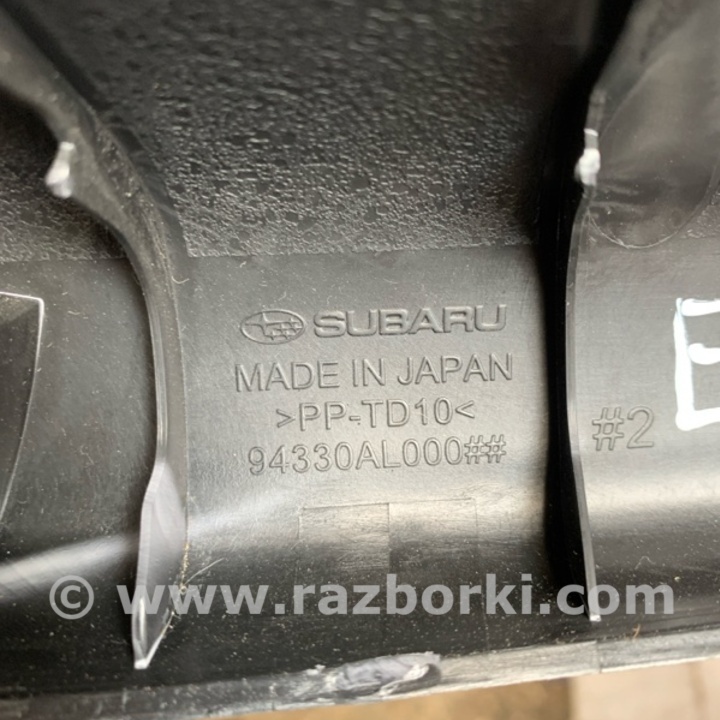 SUBARU
MADE IN JAPAN
>PP-TD10<
94330AL000##
#2
E
© www.razborki.com